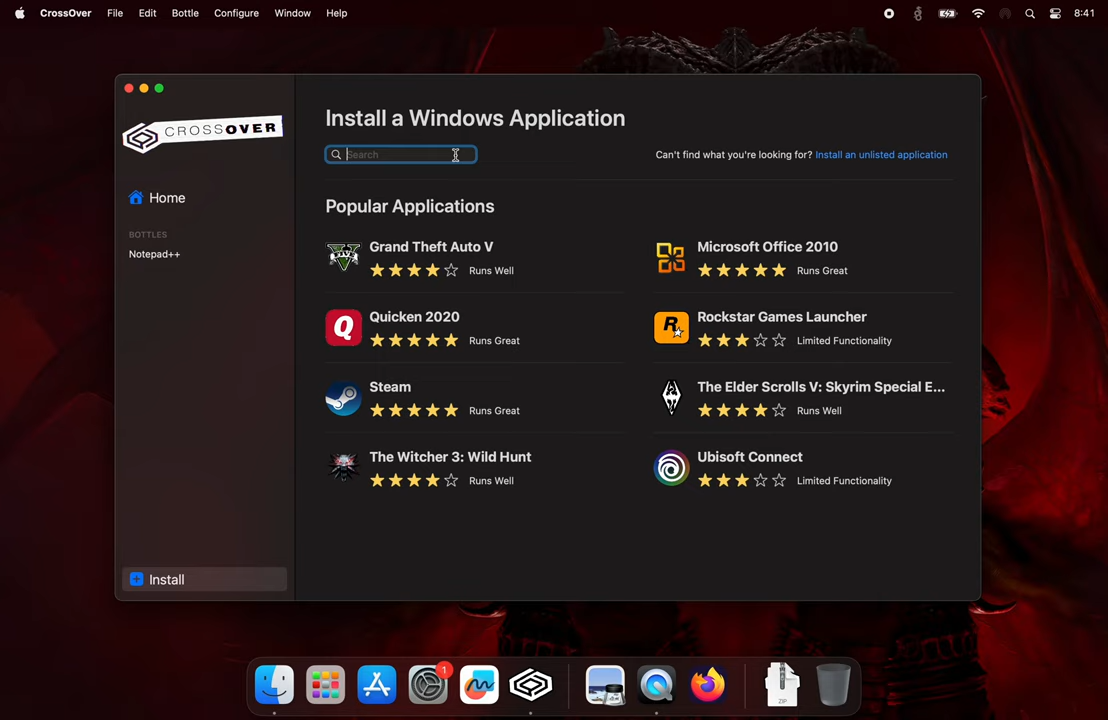 CrossOver File Edit Bottle Configure Window Help 8:41
CROSSOVER
Home
BOTTLES
Notepad++
Install
Install a Windows Application
Search
Can't find what you're looking for? Install an unlisted application
Popular Applications
Grand Theft Auto V
Runs Well
Microsoft Office 2010
Runs Great
Quicken 2020
Runs Great
Rockstar Games Launcher
Limited Functionality
Steam
Runs Great
The Elder Scrolls V: Skyrim Special E...
Runs Well
The Witcher 3: Wild Hunt
Runs Well
Ubisoft Connect
Limited Functionality
1
ZIP